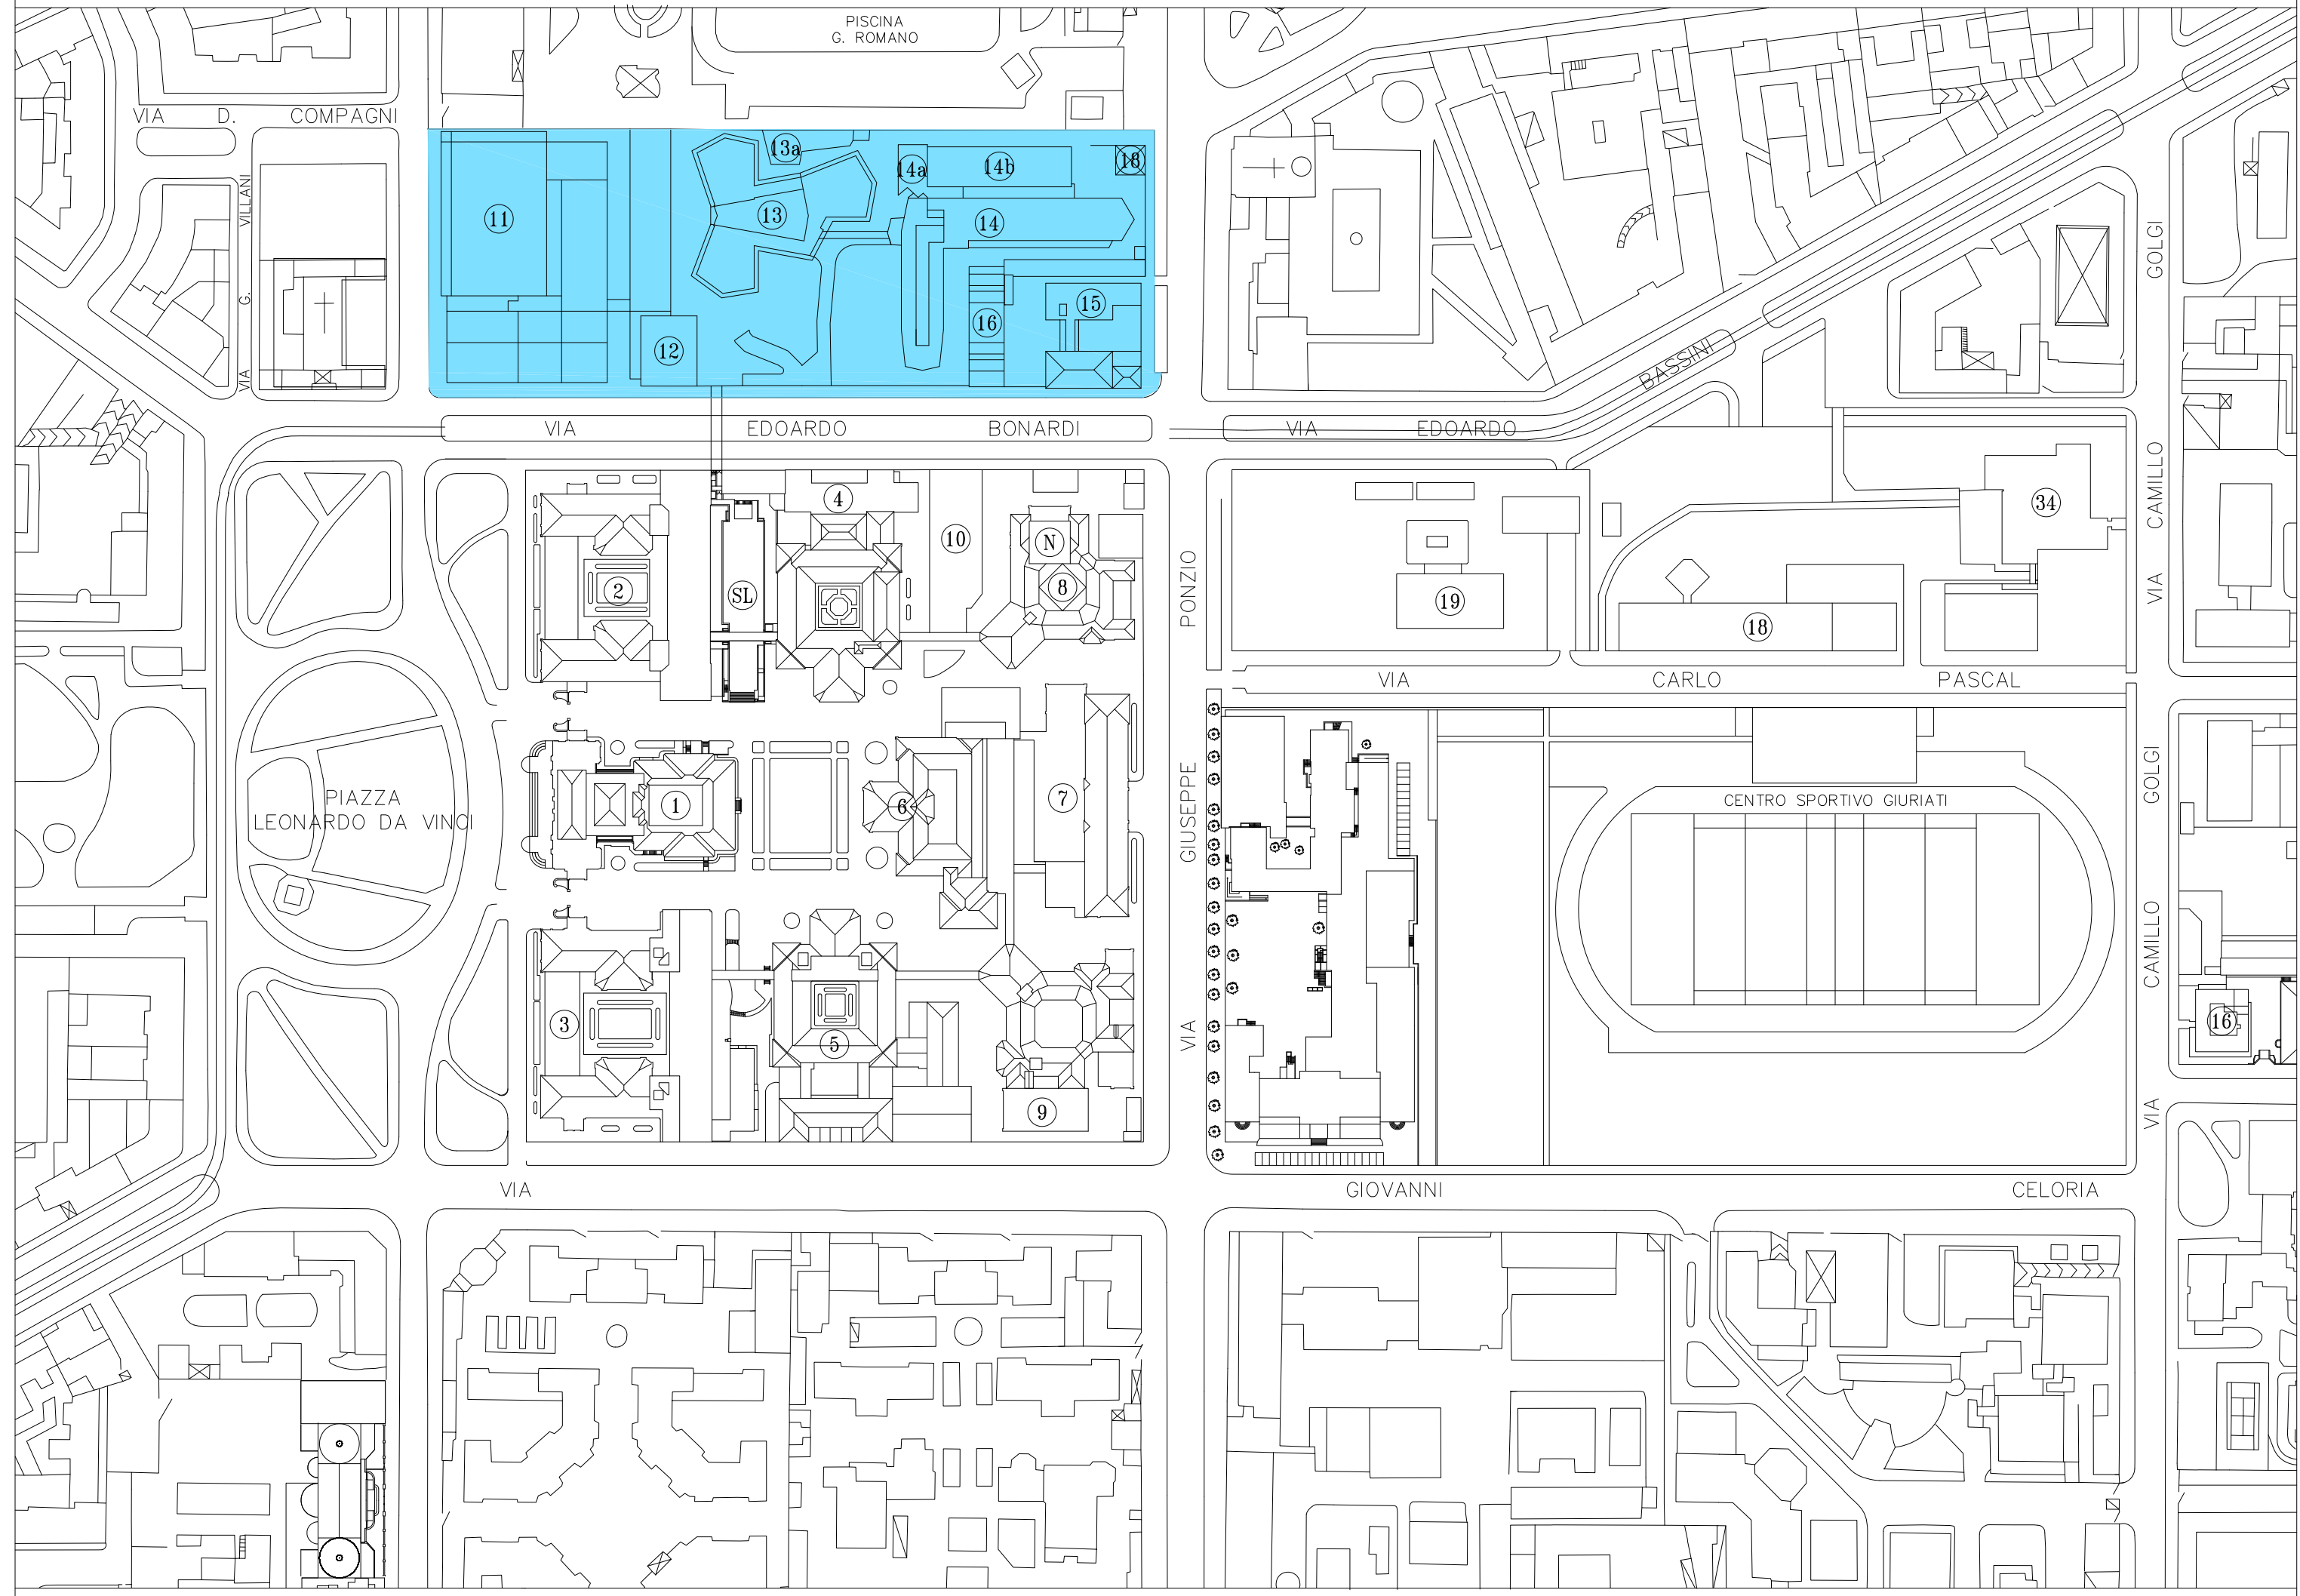 PISCINA
G. ROMANO
VIA D. COMPAGNI
VIA G. VILLANI
11
12
13
13a
14a
14b
18
14
15
16
VIA EDOARDO BONARDI
VIA EDOARDO
BASSINI
VIA CAMILLO GOLGI
2
SL
4
10
N
8
19
18
34
VIA GIUSEPPE PONZIO
VIA CARLO PASCAL
PIAZZA
LEONARDO DA VINCI
1
6
7
CENTRO SPORTIVO GIURIATI
VIA CAMILLO GOLGI
3
5
9
16
VIA GIOVANNI CELORIA